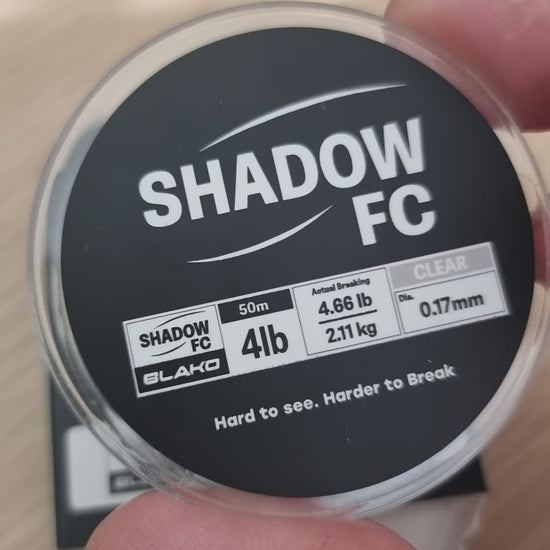 SHADOW
FC
SHADOW
FC
BLAKO
50m
4lb
Actual Breaking
4.66 lb
2.11 kg
CLEAR
Dia.
0.17mm
Hard to see. Harder to Break